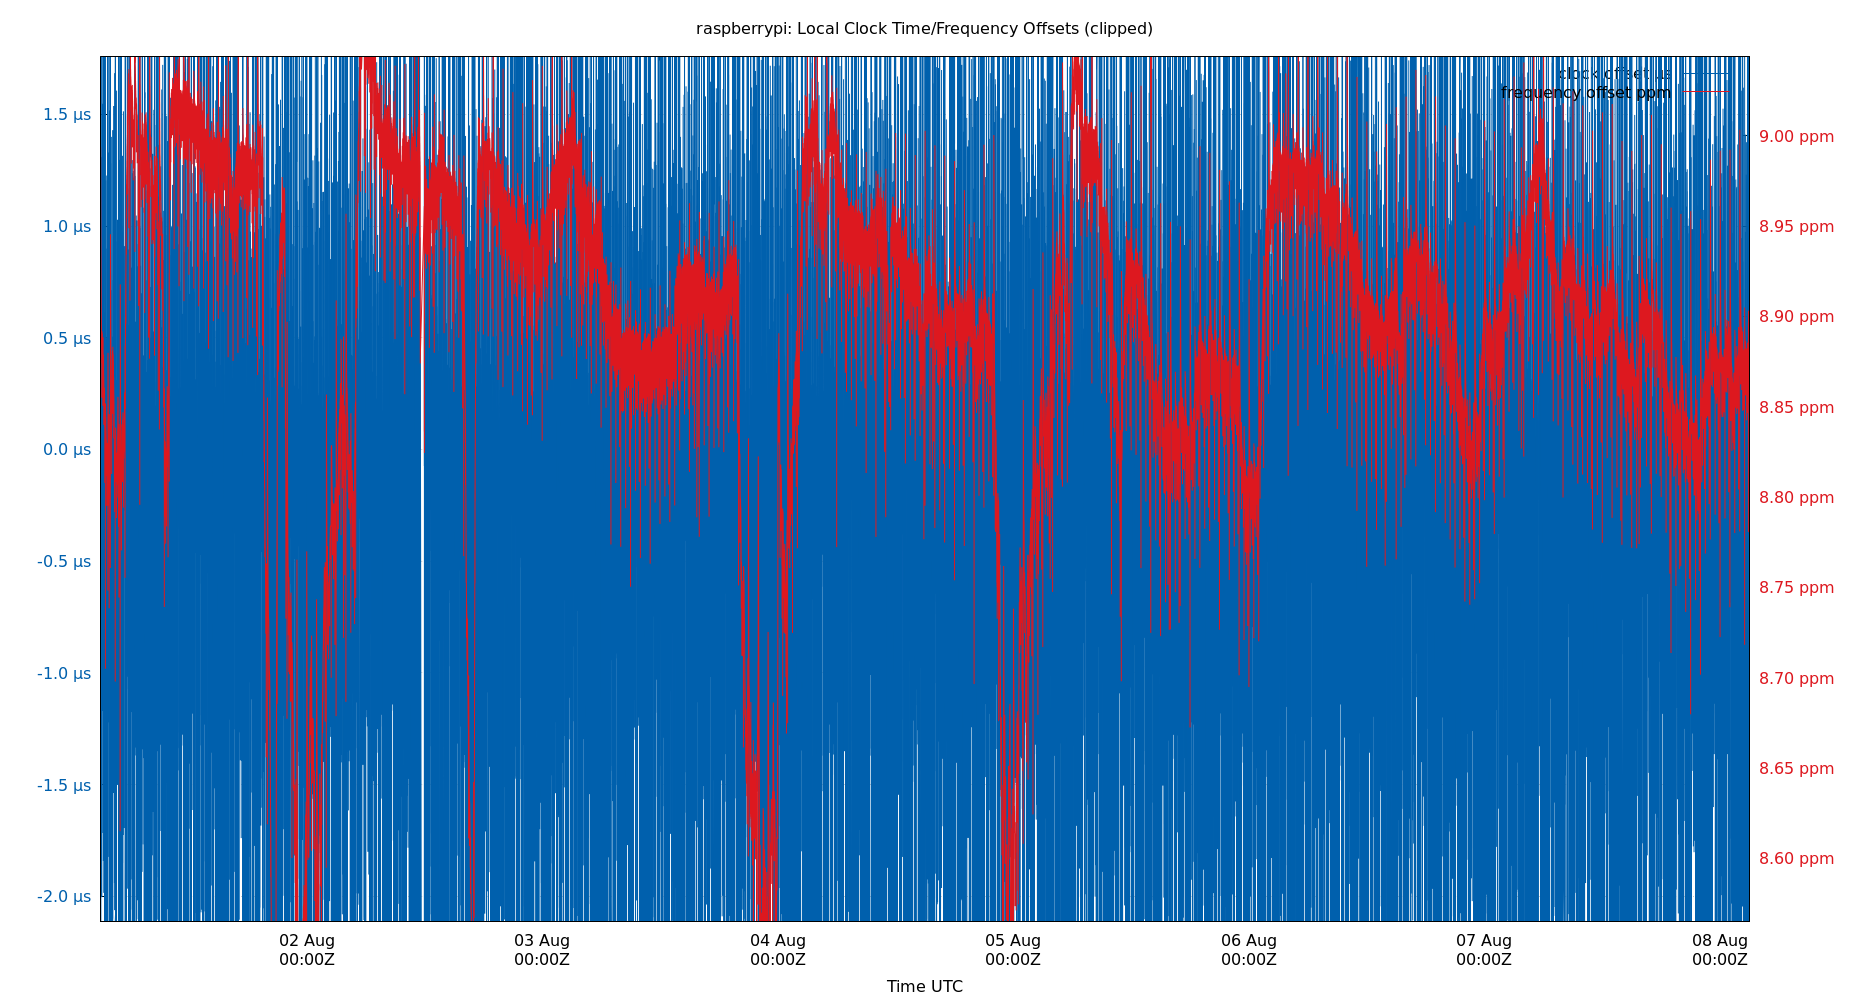 raspberrypi: Local Clock Time/Frequency Offsets (clipped)
clock offset µs
frequency offset ppm
1.5 µs
1.0 µs
0.5 µs
0.0 µs
-0.5 µs
-1.0 µs
-1.5 µs
-2.0 µs
9.00 ppm
8.95 ppm
8.90 ppm
8.85 ppm
8.80 ppm
8.75 ppm
8.70 ppm
8.65 ppm
8.60 ppm
02 Aug 03 Aug 04 Aug 05 Aug 06 Aug 07 Aug 08 Aug
00:00Z 00:00Z 00:00Z 00:00Z 00:00Z 00:00Z 00:00Z
Time UTC